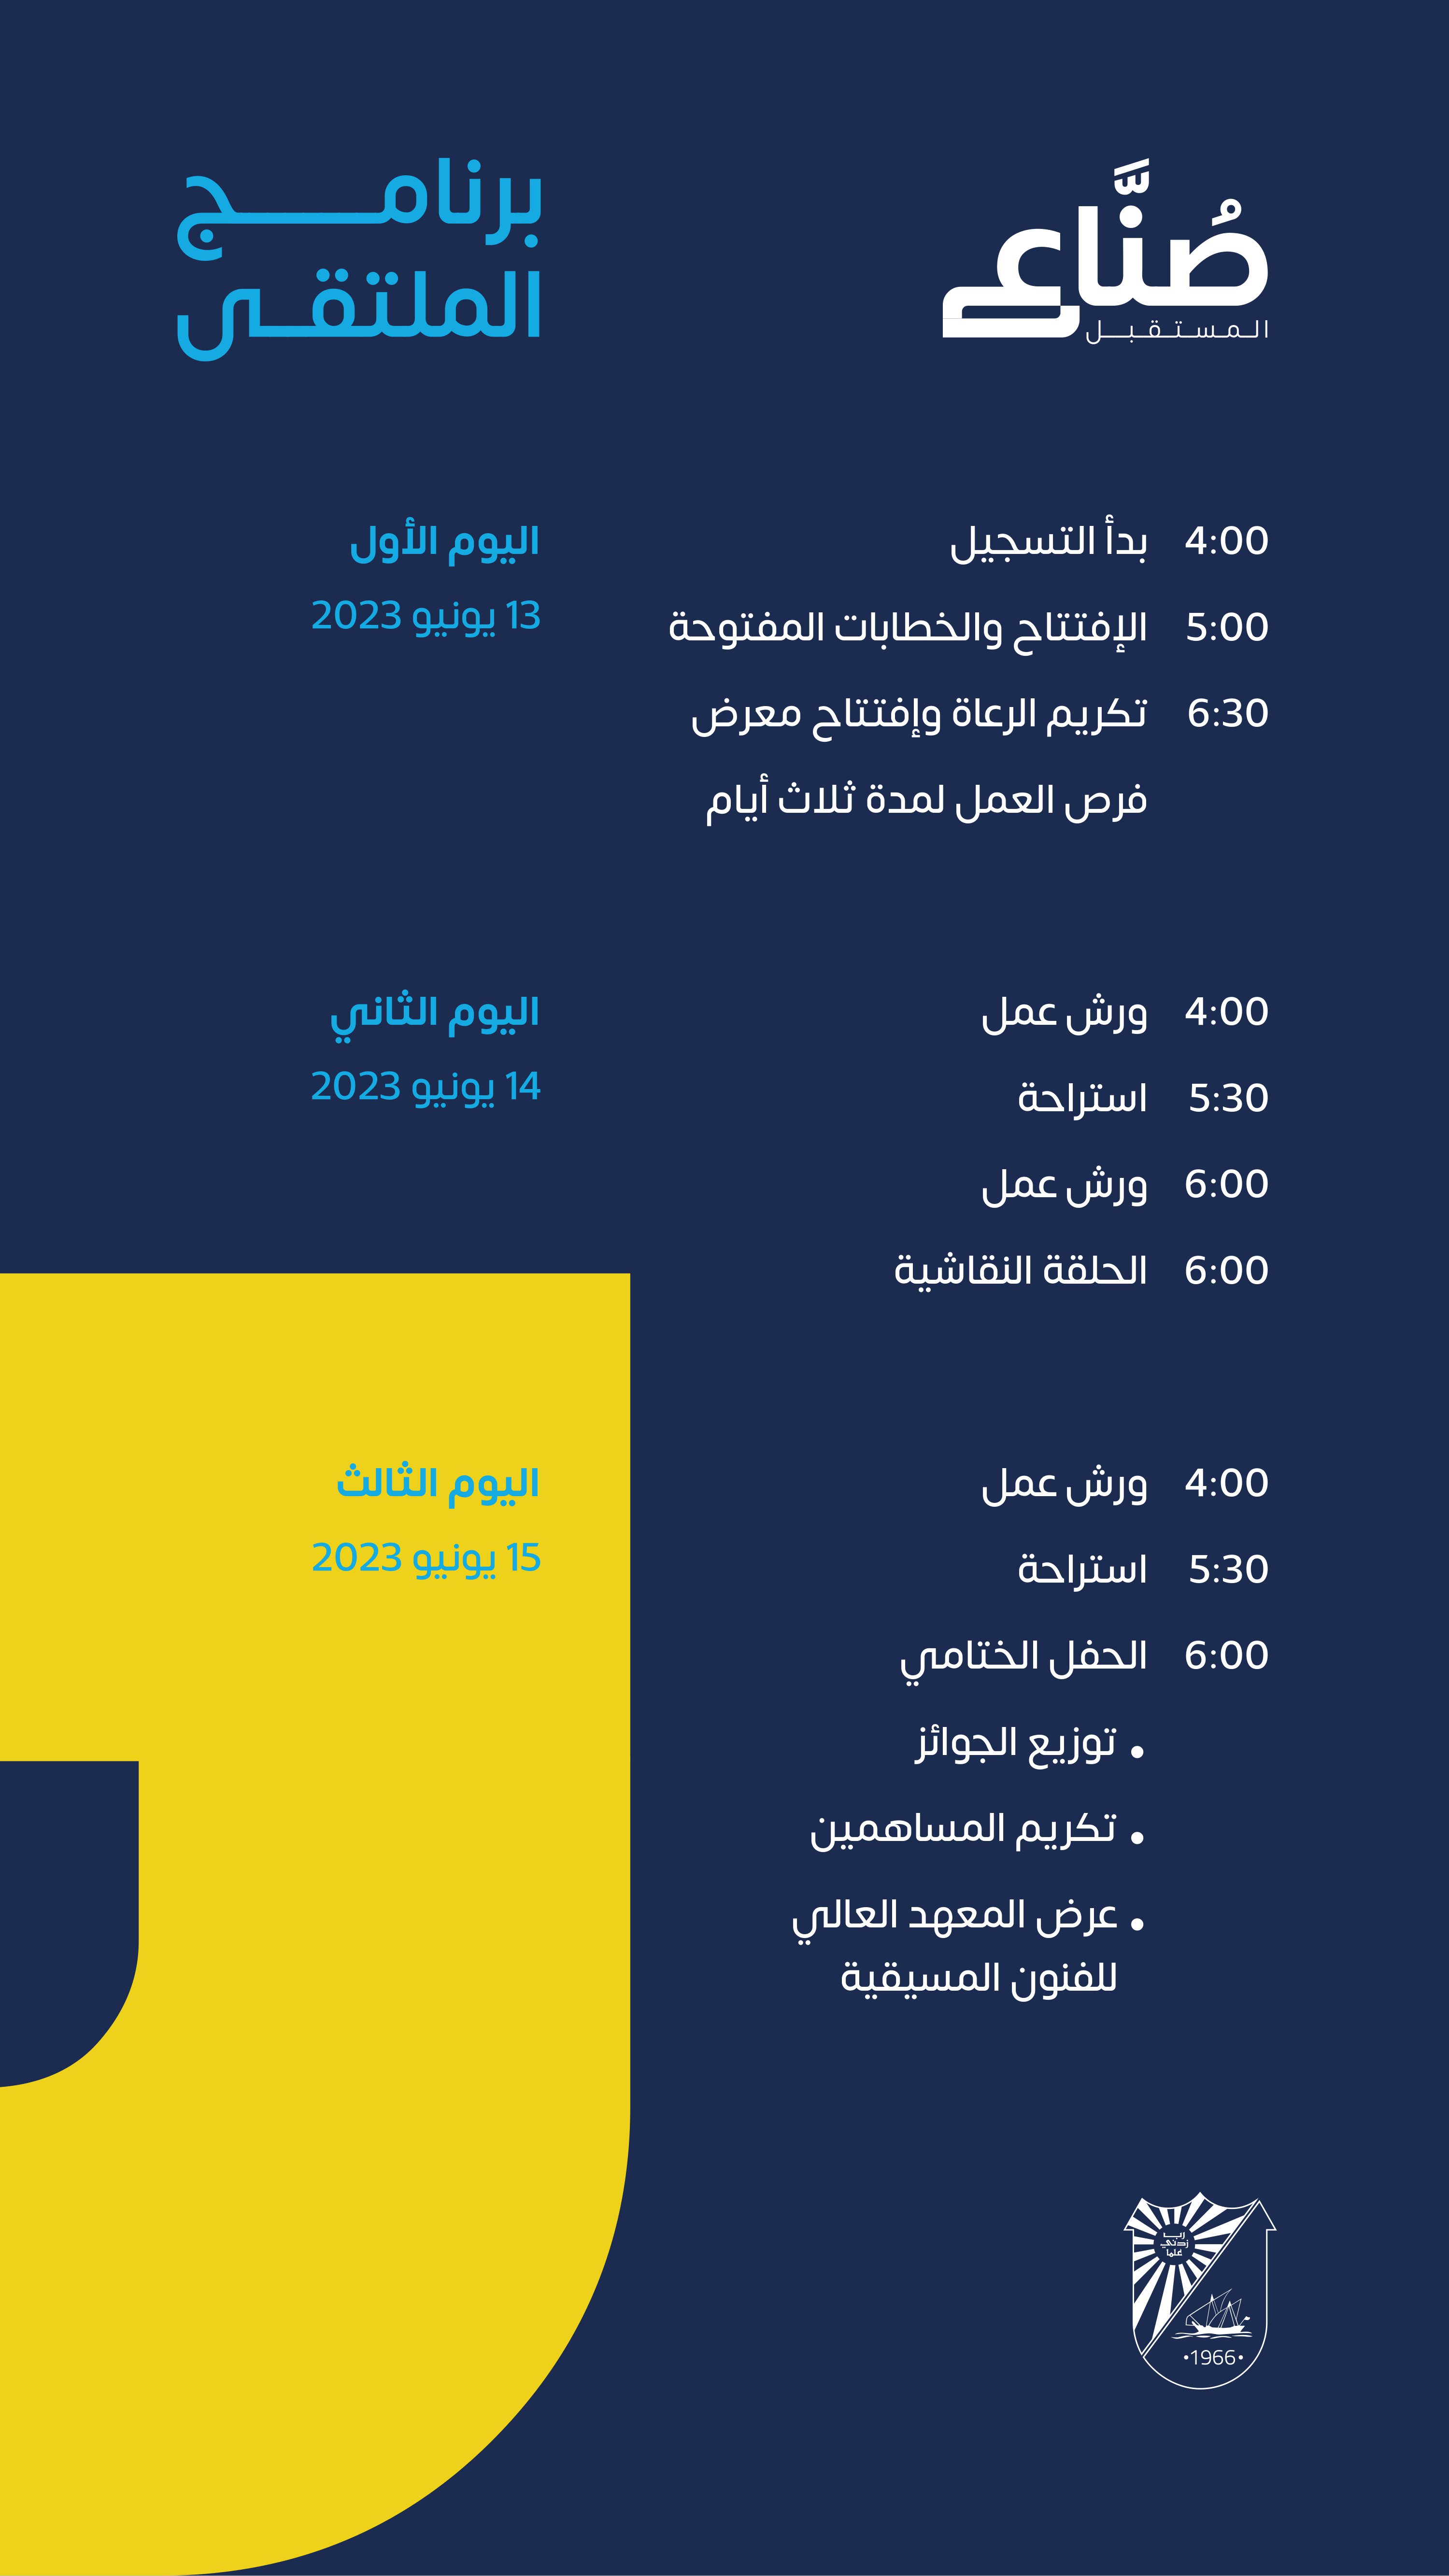 صُنَّاع
المستقبل
برنامج
الملتقى
اليوم الأول
13 يونيو 2023
4:00 بدأ التسجيل
5:00 الإفتتاح والخطابات المفتوحة
6:30 تكريم الرعاة وإفتتاح معرض
فرص العمل لمدة ثلاث أيام
اليوم الثاني
14 يونيو 2023
4:00 ورش عمل
5:30 استراحة
6:00 ورش عمل
6:00 الحلقة النقاشية
اليوم الثالث
15 يونيو 2023
4:00 ورش عمل
5:30 استراحة
6:00 الحفل الختامي
• توزيع الجوائز
• تكريم المساهمين
• عرض المعهد العالي
للفنون المسيقية
ربــا
زدني
علما
•1966•